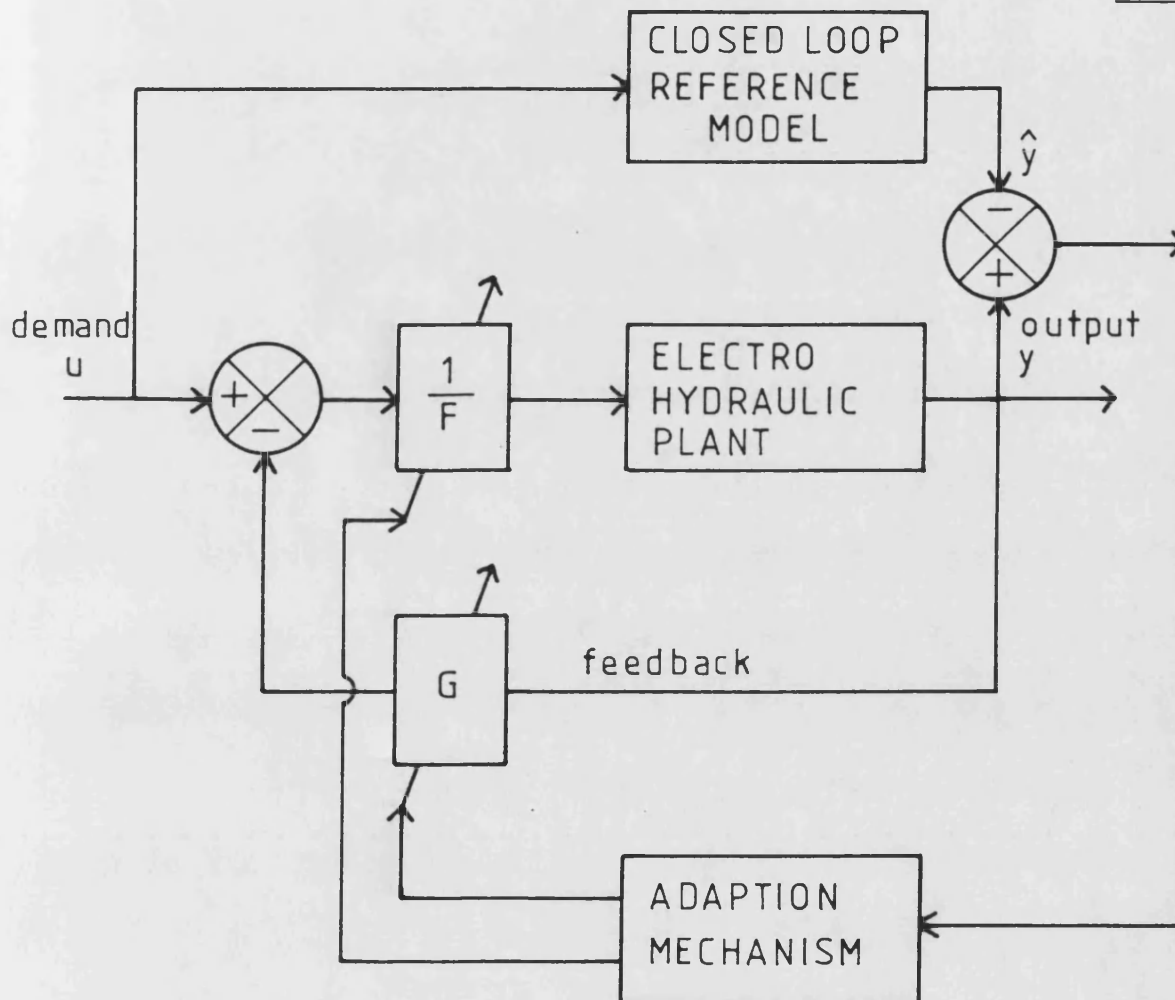 CLOSED LOOP
REFERENCE
MODEL
ŷ
−
+
demand
u
+
−
1
F
ELECTRO
HYDRAULIC
PLANT
output
y
G
feedback
ADAPTION
MECHANISM